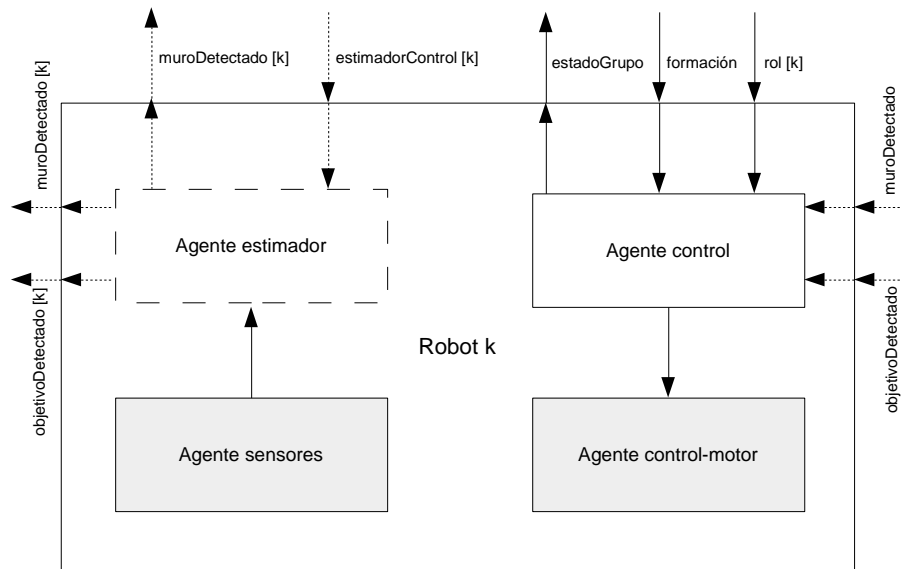 muroDetectado [k]
estimadorControl [k]
estadoGrupo
formación
rol [k]
muroDetectado [k]
muroDetectado
Agente estimador
Agente control
objetivoDetectado [k]
objetivoDetectado
Robot k
Agente sensores
Agente control-motor